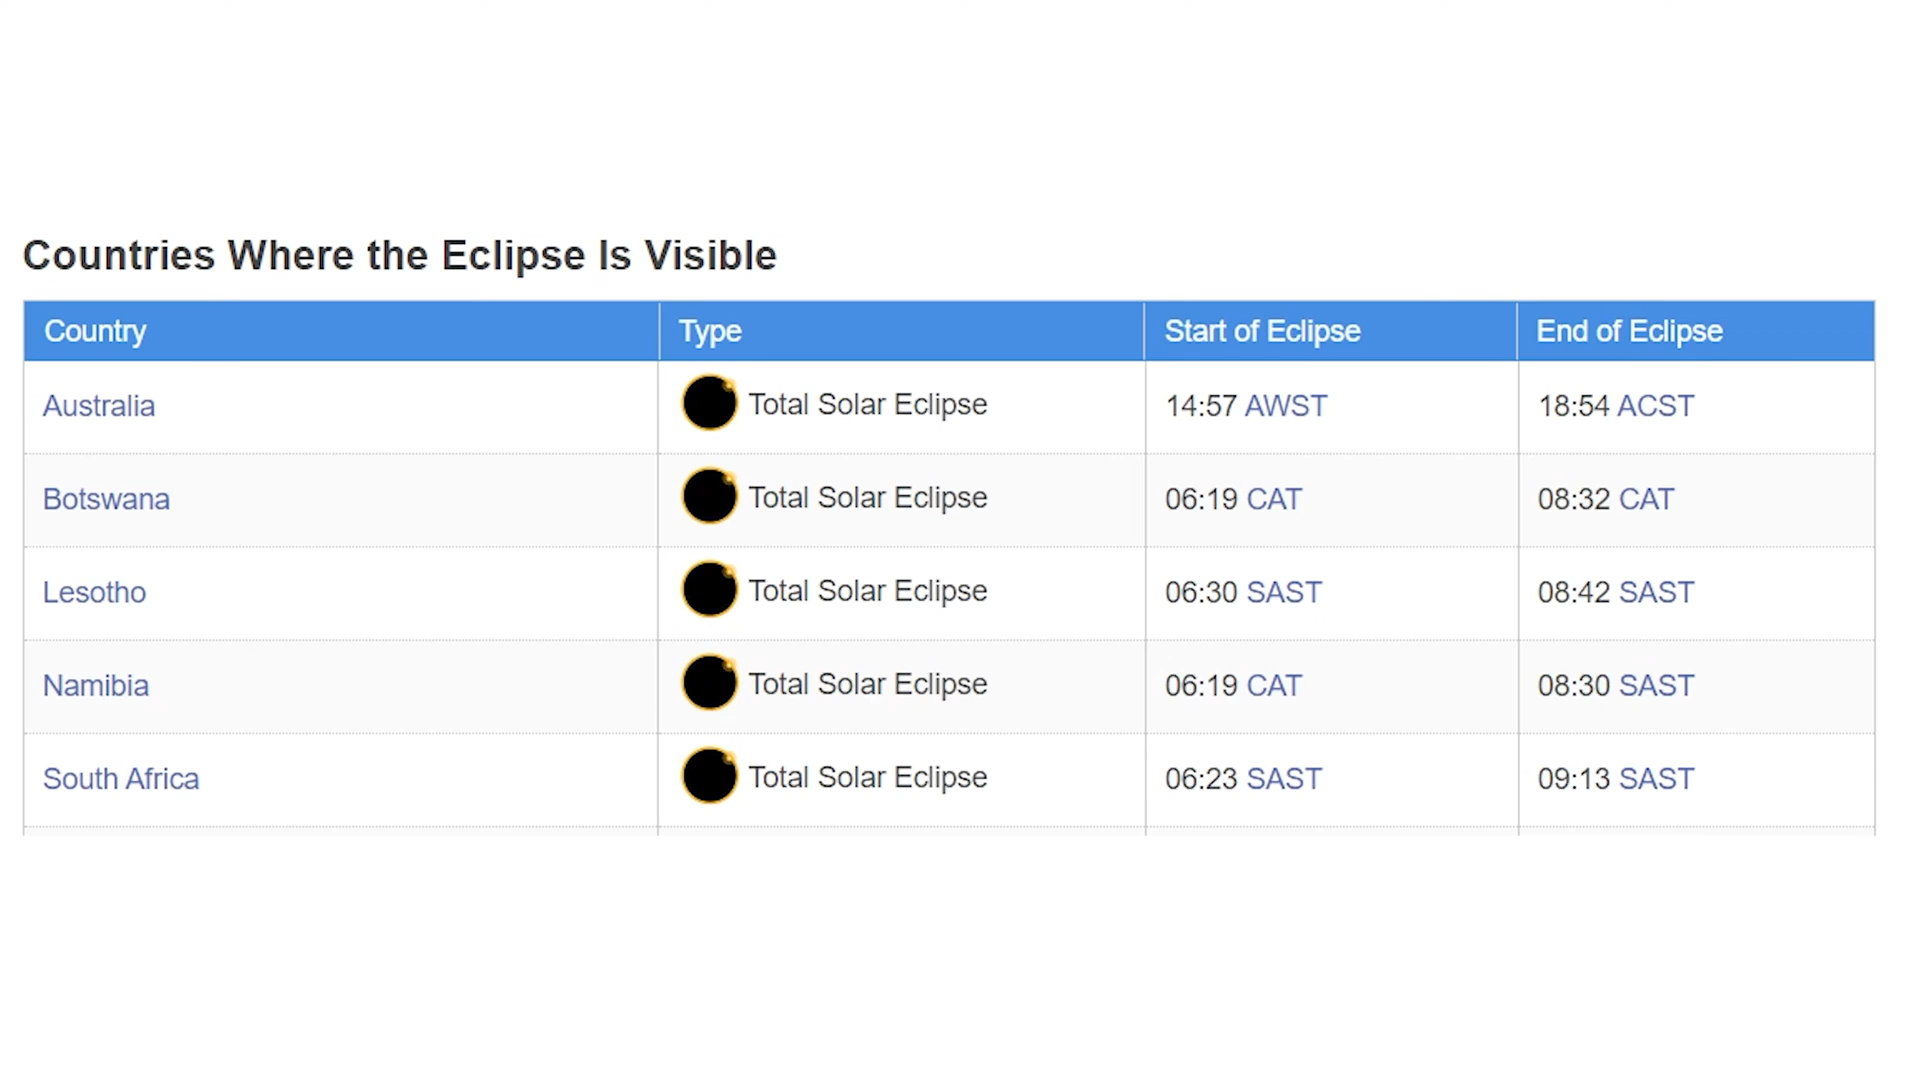 Countries Where the Eclipse Is Visible
Country Type Start of Eclipse End of Eclipse
Australia Total Solar Eclipse 14:57 AWST 18:54 ACST
Botswana Total Solar Eclipse 06:19 CAT 08:32 CAT
Lesotho Total Solar Eclipse 06:30 SAST 08:42 SAST
Namibia Total Solar Eclipse 06:19 CAT 08:30 SAST
South Africa Total Solar Eclipse 06:23 SAST 09:13 SAST